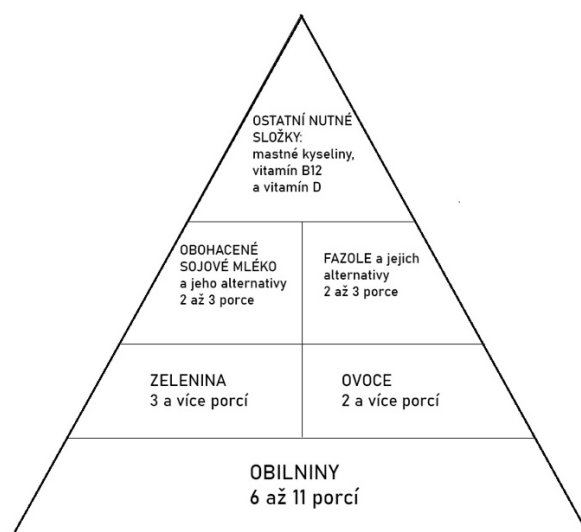 OSTATNÍ NUTNÉ
SLOŽKY:
mastné kyseliny,
vitamín B12
a vitamín D
OBOHACENÉ
SOJOVÉ MLÉKO
a jeho alternativy
2 až 3 porce
FAZOLE a jejich
alternativy
2 až 3 porce
ZELENINA
3 a více porcí
OVOCE
2 a více porcí
OBILNINY
6 až 11 porcí